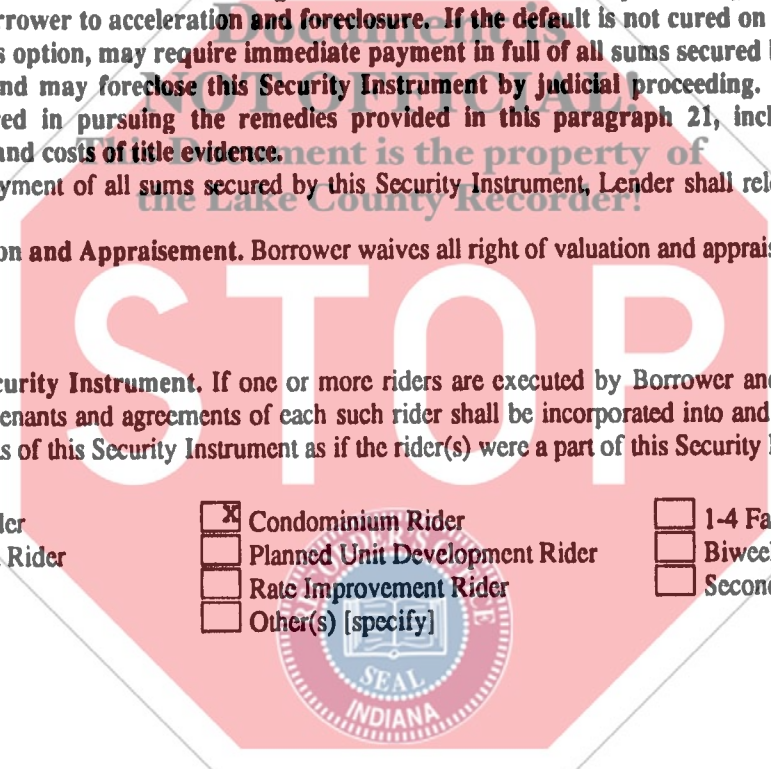 Document is
rrower to acceleration and foreclosure. If the default is not cured on
s option, may require immediate payment in full of all sums secured
nd may foreclose this Security Instrument by judicial proceeding.
NOT OFFICIAL!
red in pursuing the remedies provided in this paragraph 21, incl
This Document is the property of
and costs of title evidence.
yment of all sums secured by this Security Instrument, Lender shall rel
the Lake County Recorder!
on and Appraisement. Borrower waives all right of valuation and apprais
STOP
curity Instrument. If one or more riders are executed by Borrower and
enants and agreements of each such rider shall be incorporated into and
s of this Security Instrument as if the rider(s) were a part of this Security
der
X Condominium Rider
1-4 Fa
Rider
Planned Unit Development Rider
Biwee
Rate Improvement Rider
Second
Other(s) [specify]
RECORDER'S OFFICE
SEAL
INDIANA